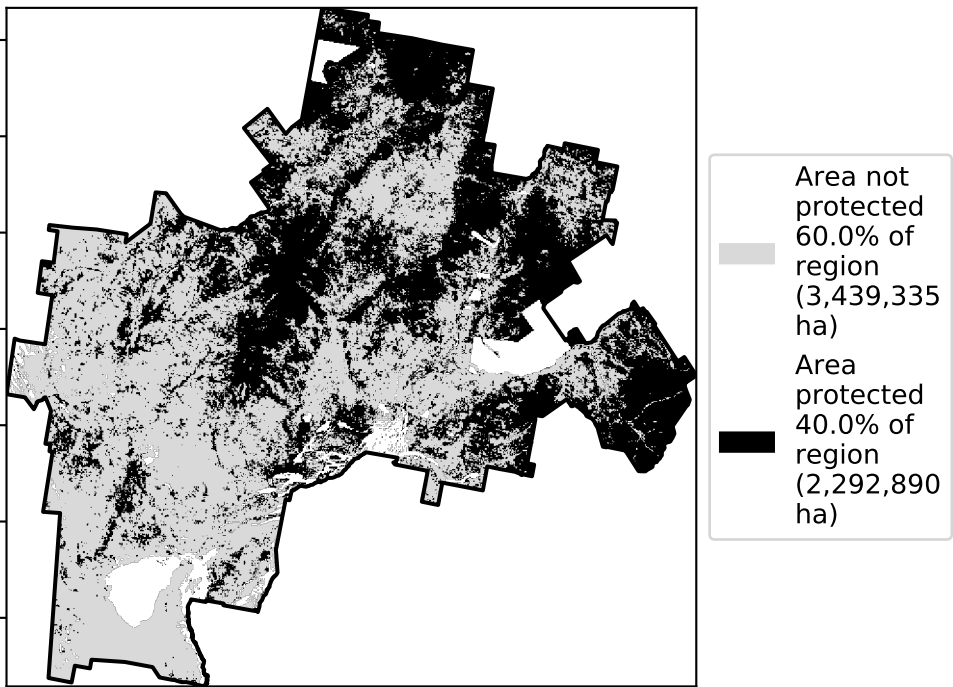 Area not
protected
60.0% of
region
(3,439,335
ha)
Area
protected
40.0% of
region
(2,292,890
ha)